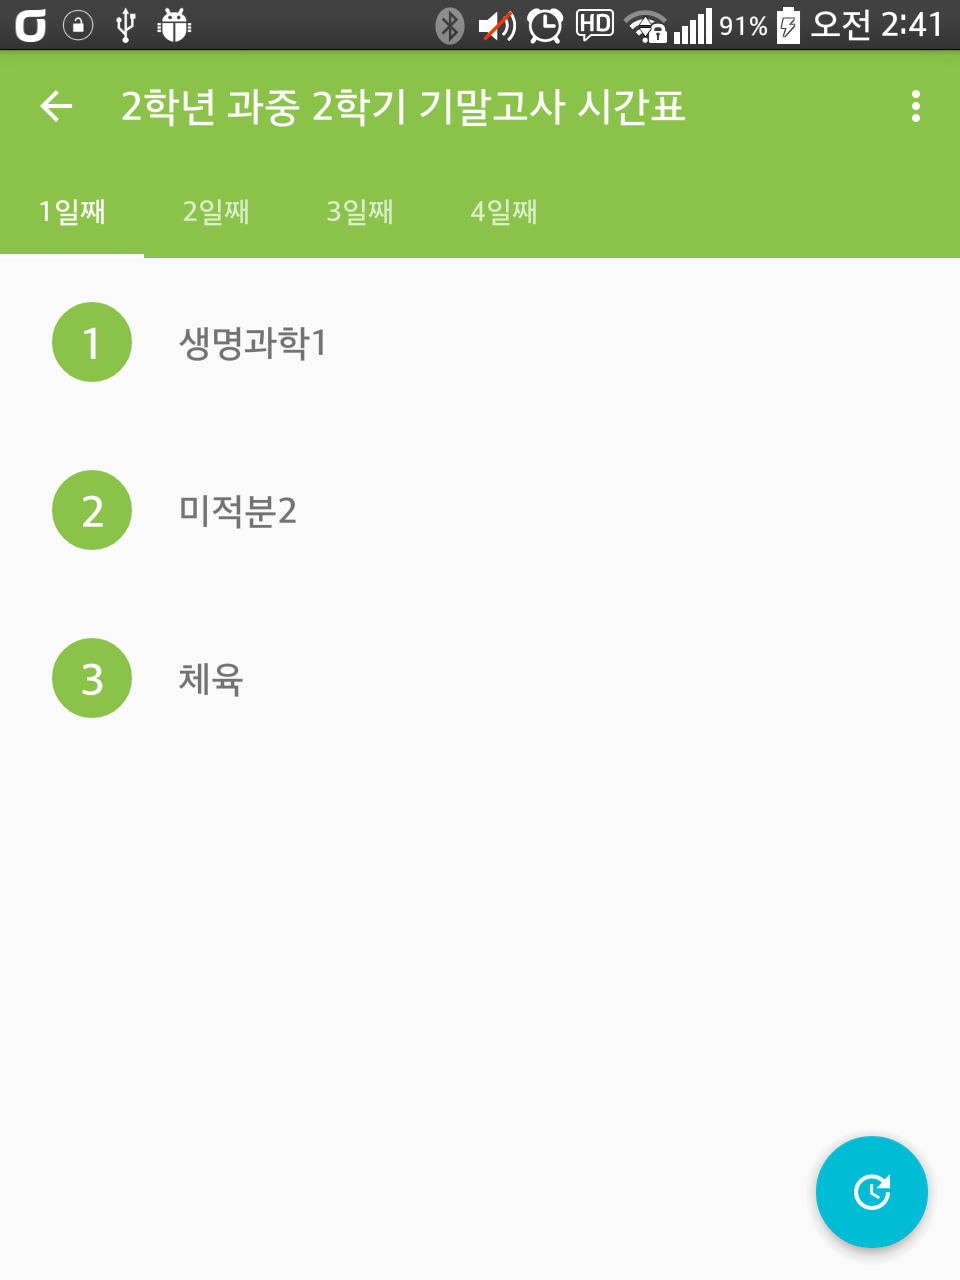 HD 91% 오전 2:41
2학년 과중 2학기 기말고사 시간표
1일째 2일째 3일째 4일째
1 생명과학1
2 미적분2
3 체육